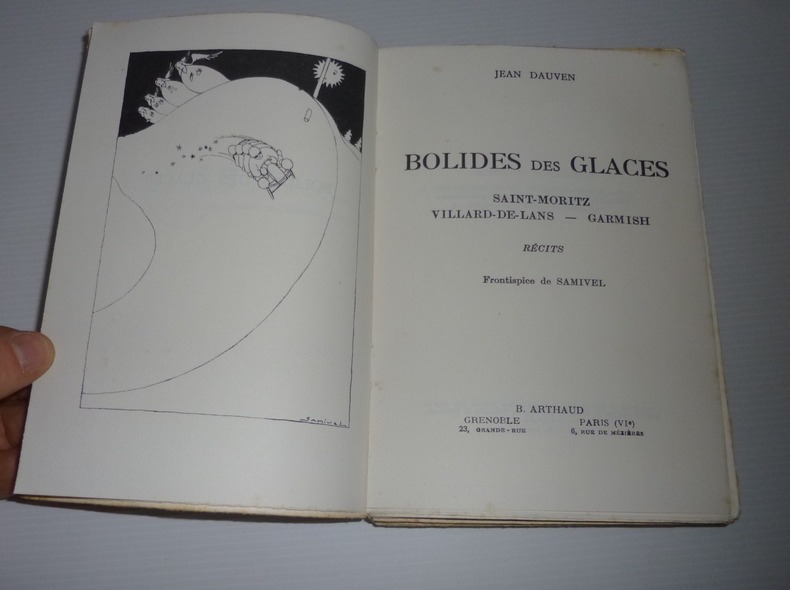 Samivel
JEAN DAUVEN
BOLIDES DES GLACES
SAINT-MORITZ
VILLARD-DE-LANS — GARMISH
RÉCITS
Frontispice de SAMIVEL
B. ARTHAUD
GRENOBLE PARIS (VIe)
23, GRANDE-RUE 6, RUE DE MÉZIÈRES